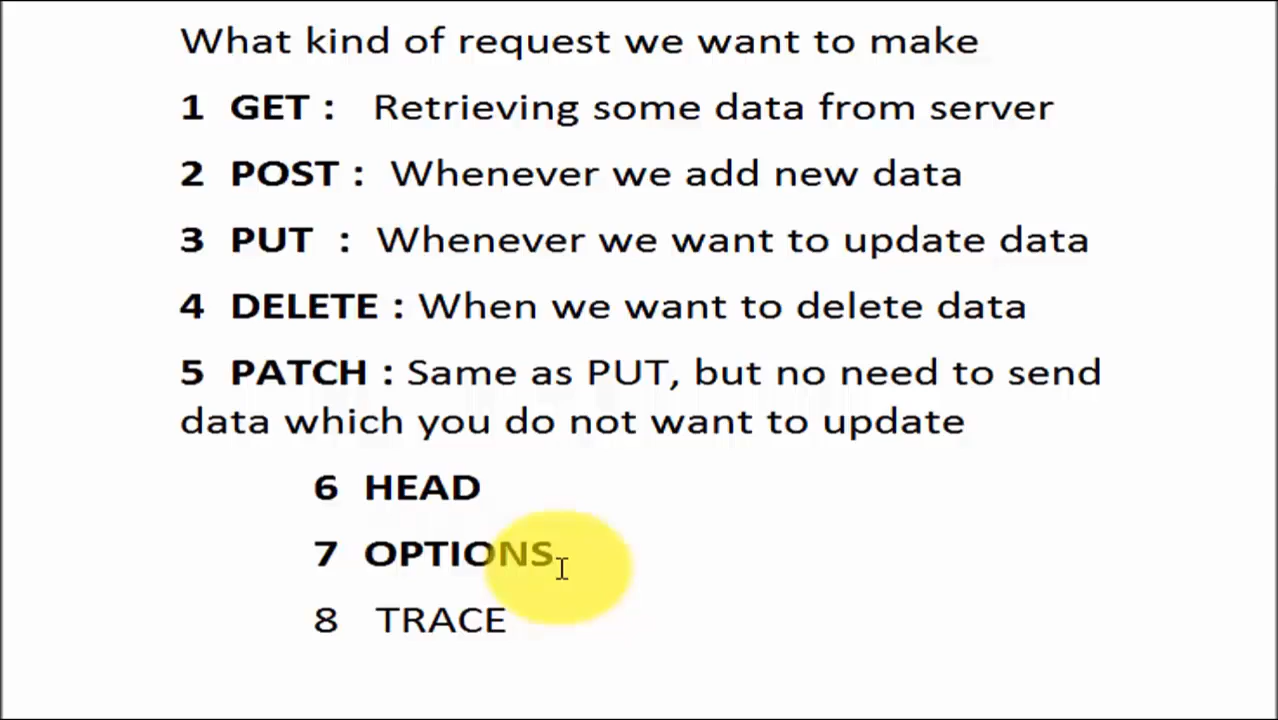 What kind of request we want to make
1 GET : Retrieving some data from server
2 POST : Whenever we add new data
3 PUT : Whenever we want to update data
4 DELETE : When we want to delete data
5 PATCH : Same as PUT, but no need to send
data which you do not want to update
6 HEAD
7 OPTIONS
8 TRACE